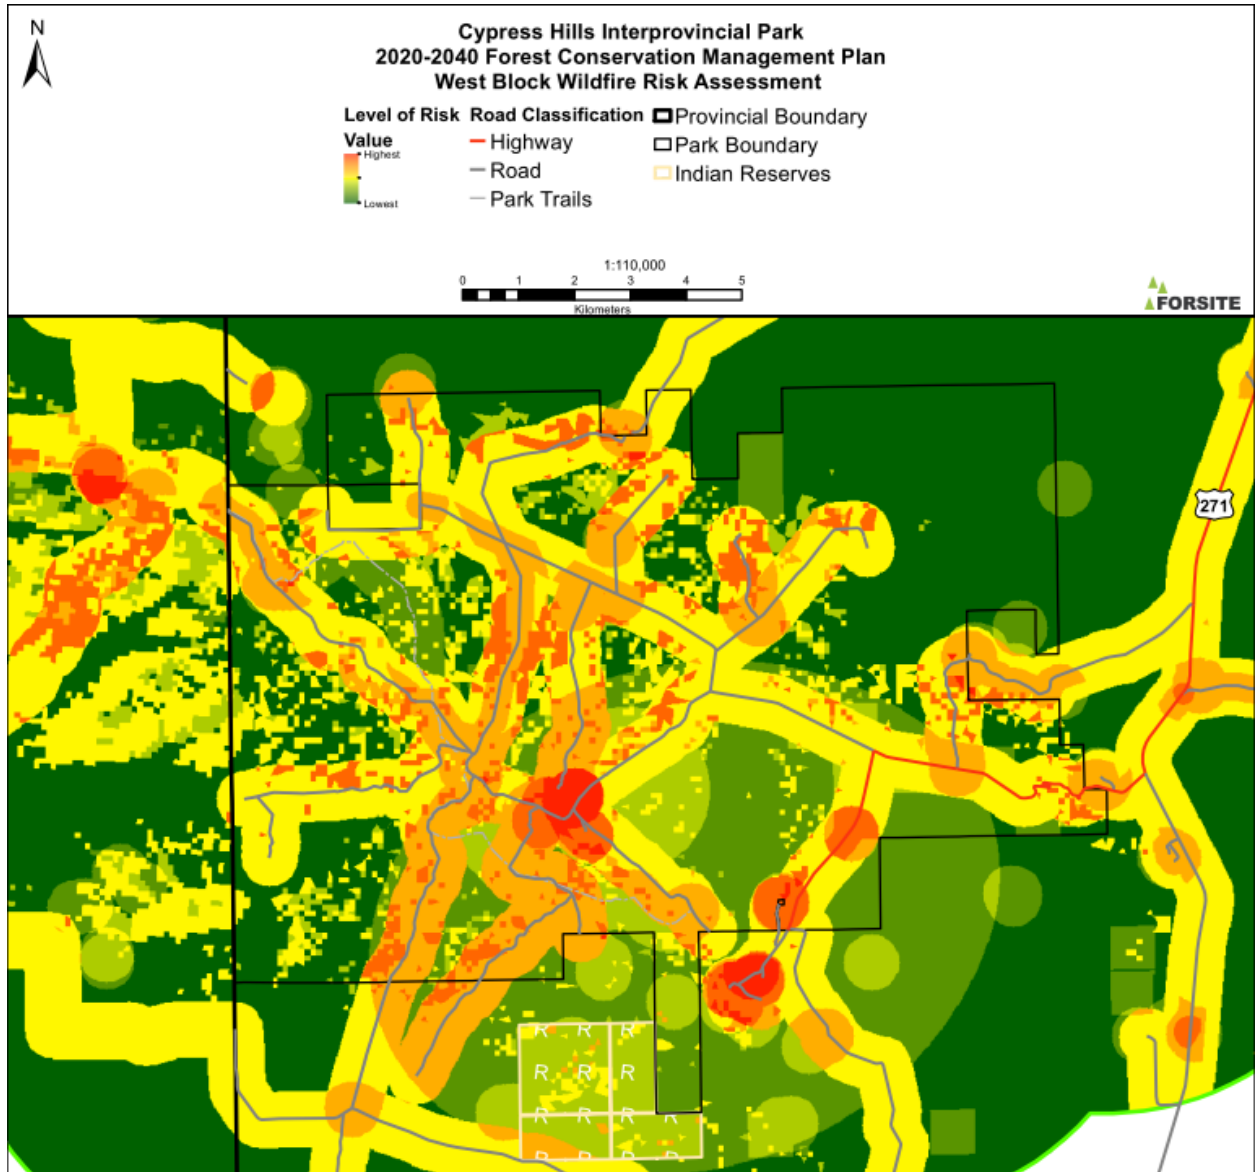 N
Cypress Hills Interprovincial Park
2020-2040 Forest Conservation Management Plan
West Block Wildfire Risk Assessment
Level of Risk Road Classification Provincial Boundary
Value Highway Park Boundary
Highest
Road Indian Reserves
Lowest
Park Trails
1:110,000
0 1 2 3 4 5
Kilometers
FORSITE
271
R R R
R R R
R R R R
R R R R